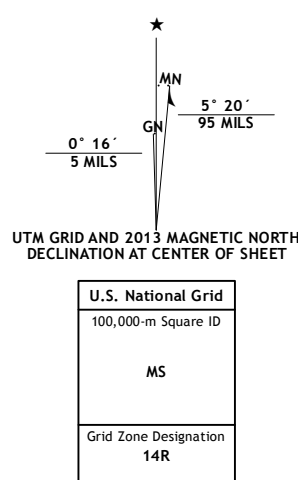 MN
5° 20´
95 MILS
GN
0° 16´
5 MILS
UTM GRID AND 2013 MAGNETIC NORTH
DECLINATION AT CENTER OF SHEET
U.S. National Grid
100,000-m Square ID
MS
Grid Zone Designation
14R